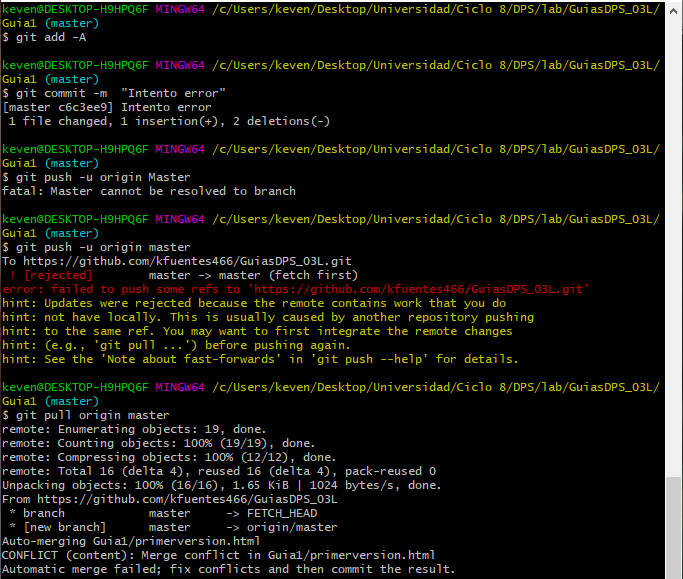 keven@DESKTOP-H9HPQ6F MINGW64 /c/Users/keven/Desktop/Universidad/Ciclo 8/DPS/lab/GuiasDPS_03L/
Guia1 (master)
$ git add -A
keven@DESKTOP-H9HPQ6F MINGW64 /c/Users/keven/Desktop/Universidad/Ciclo 8/DPS/lab/GuiasDPS_03L/
Guia1 (master)
$ git commit -m  "Intento error"
[master c6c3ee9] Intento error
 1 file changed, 1 insertion(+), 2 deletions(-)
keven@DESKTOP-H9HPQ6F MINGW64 /c/Users/keven/Desktop/Universidad/Ciclo 8/DPS/lab/GuiasDPS_03L/
Guia1 (master)
$ git push -u origin Master
fatal: Master cannot be resolved to branch
keven@DESKTOP-H9HPQ6F MINGW64 /c/Users/keven/Desktop/Universidad/Ciclo 8/DPS/lab/GuiasDPS_03L/
Guia1 (master)
$ git push -u origin master
To https://github.com/kfuentes466/GuiasDPS_03L.git
 ! [rejected]        master -> master (fetch first)
error: failed to push some refs to 'https://github.com/kfuentes466/GuiasDPS_03L.git'
hint: Updates were rejected because the remote contains work that you do
hint: not have locally. This is usually caused by another repository pushing
hint: to the same ref. You may want to first integrate the remote changes
hint: (e.g., 'git pull ...') before pushing again.
hint: See the 'Note about fast-forwards' in 'git push --help' for details.
keven@DESKTOP-H9HPQ6F MINGW64 /c/Users/keven/Desktop/Universidad/Ciclo 8/DPS/lab/GuiasDPS_03L/
Guia1 (master)
$ git pull origin master
remote: Enumerating objects: 19, done.
remote: Counting objects: 100% (19/19), done.
remote: Compressing objects: 100% (12/12), done.
remote: Total 16 (delta 4), reused 16 (delta 4), pack-reused 0
Unpacking objects: 100% (16/16), 1.65 KiB | 1024 bytes/s, done.
From https://github.com/kfuentes466/GuiasDPS_03L
 * branch            master     -> FETCH_HEAD
 * [new branch]      master     -> origin/master
Auto-merging Guia1/primerversion.html
CONFLICT (content): Merge conflict in Guia1/primerversion.html
Automatic merge failed; fix conflicts and then commit the result.